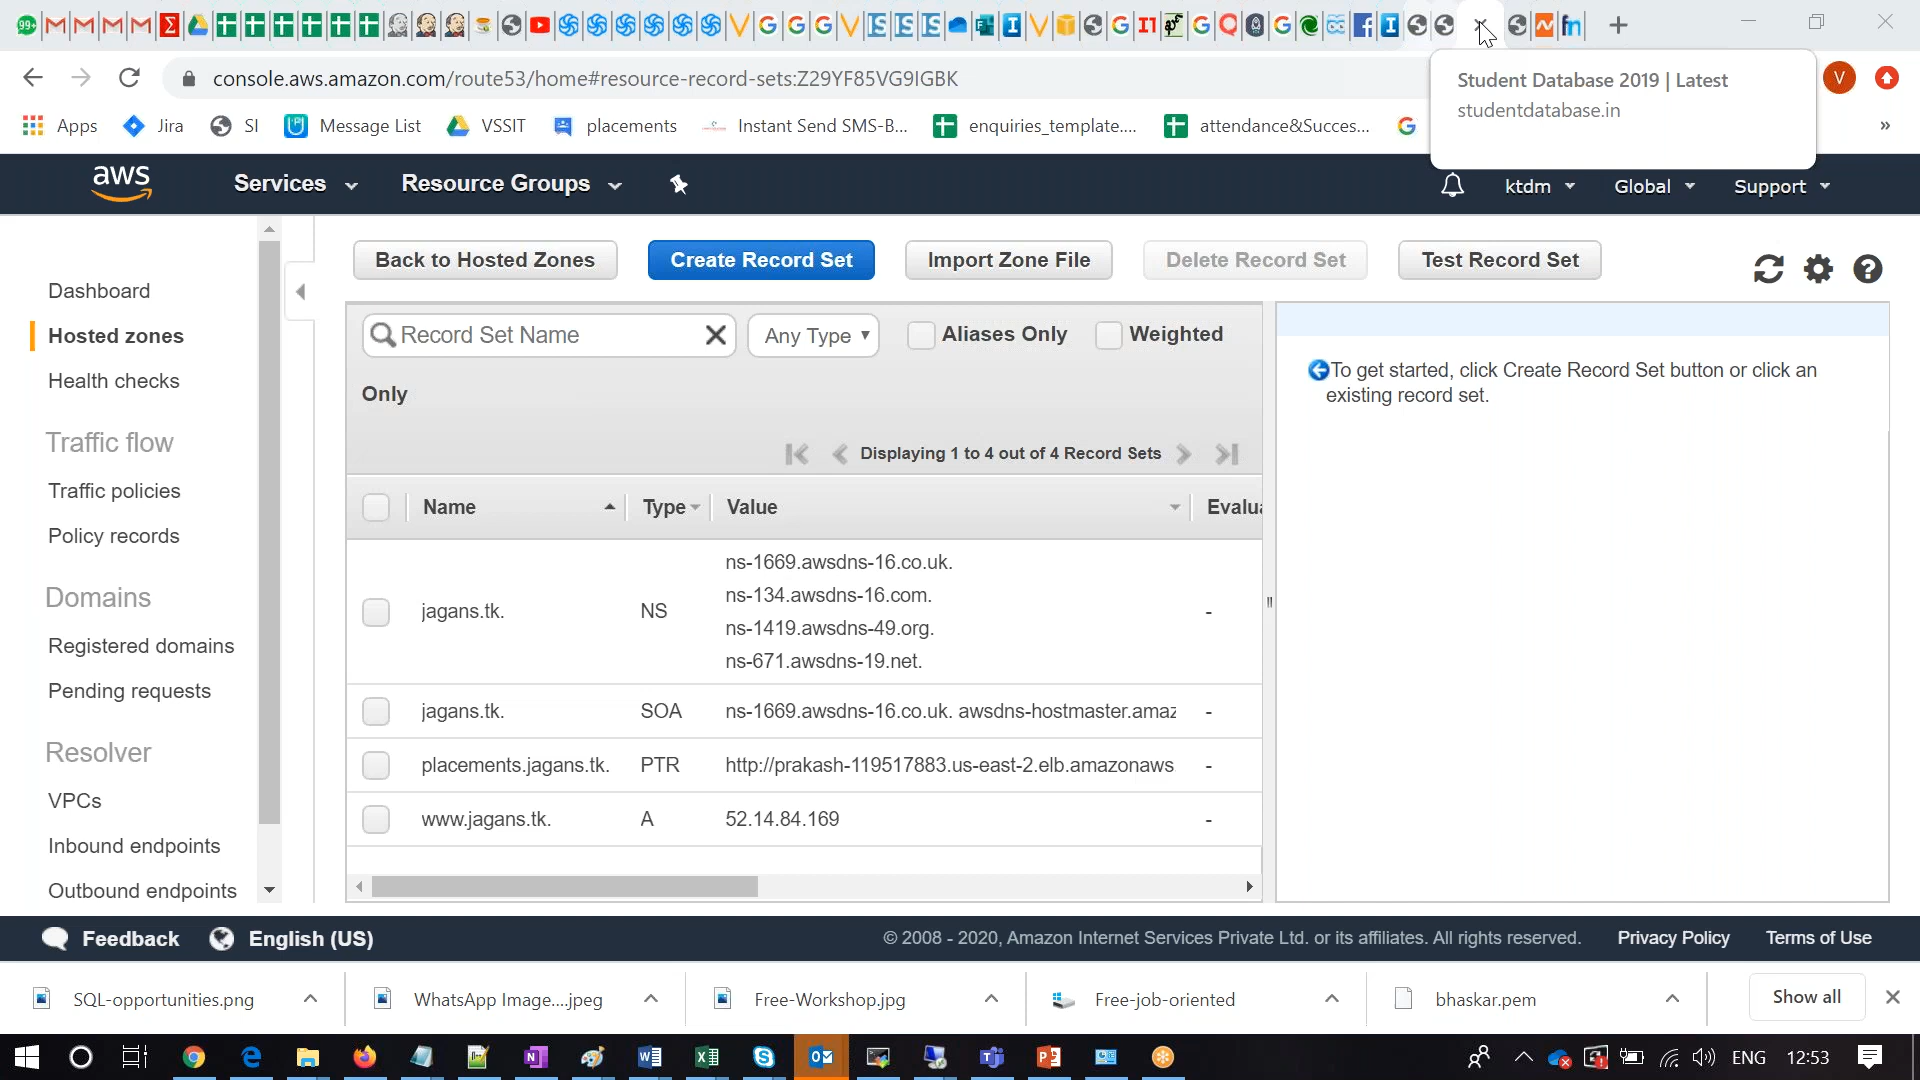 99+
Student Database 2019 | Latest
studentdatabase.in
console.aws.amazon.com/route53/home#resource-record-sets:Z29YF85VG9IGBK
V
Apps
Jira
SI
Message List
VSSIT
placements
Instant Send SMS-B...
enquiries_template....
attendance&Succes...
»
aws
Services
Resource Groups
ktdm
Global
Support
Back to Hosted Zones
Create Record Set
Import Zone File
Delete Record Set
Test Record Set
Dashboard
Hosted zones
Health checks
Traffic flow
Traffic policies
Policy records
Domains
Registered domains
Pending requests
Resolver
VPCs
Inbound endpoints
Outbound endpoints
Record Set Name
Any Type
Aliases Only
Weighted
Only
Displaying 1 to 4 out of 4 Record Sets
Name Type Value Evalua
jagans.tk. NS
ns-1669.awsdns-16.co.uk.
ns-134.awsdns-16.com.
ns-1419.awsdns-49.org.
ns-671.awsdns-19.net.
-
jagans.tk. SOA ns-1669.awsdns-16.co.uk. awsdns-hostmaster.amaz -
placements.jagans.tk. PTR http://prakash-119517883.us-east-2.elb.amazonaws -
www.jagans.tk. A 52.14.84.169 -
To get started, click Create Record Set button or click an
existing record set.
Feedback
English (US)
© 2008 - 2020, Amazon Internet Services Private Ltd. or its affiliates. All rights reserved.
Privacy Policy
Terms of Use
SQL-opportunities.png
WhatsApp Image....jpeg
Free-Workshop.jpg
Free-job-oriented
bhaskar.pem
Show all
ENG
12:53